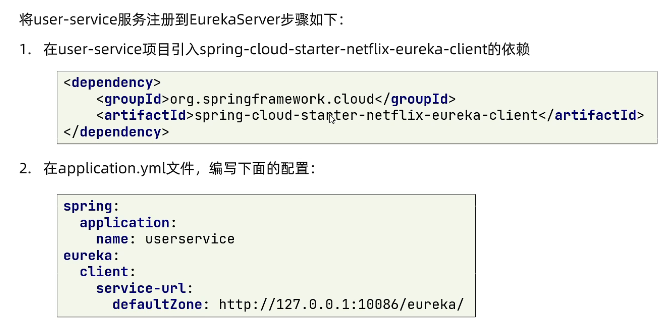 将user-service服务注册到EurekaServer步骤如下：
1. 在user-service项目引入spring-cloud-starter-netflix-eureka-client的依赖
<dependency>
    <groupId>org.springframework.cloud</groupId>
    <artifactId>spring-cloud-starter-netflix-eureka-client</artifactId>
</dependency>
2. 在application.yml文件，编写下面的配置：
spring:
  application:
    name: userservice
eureka:
  client:
    service-url:
      defaultZone: http://127.0.0.1:10086/eureka/